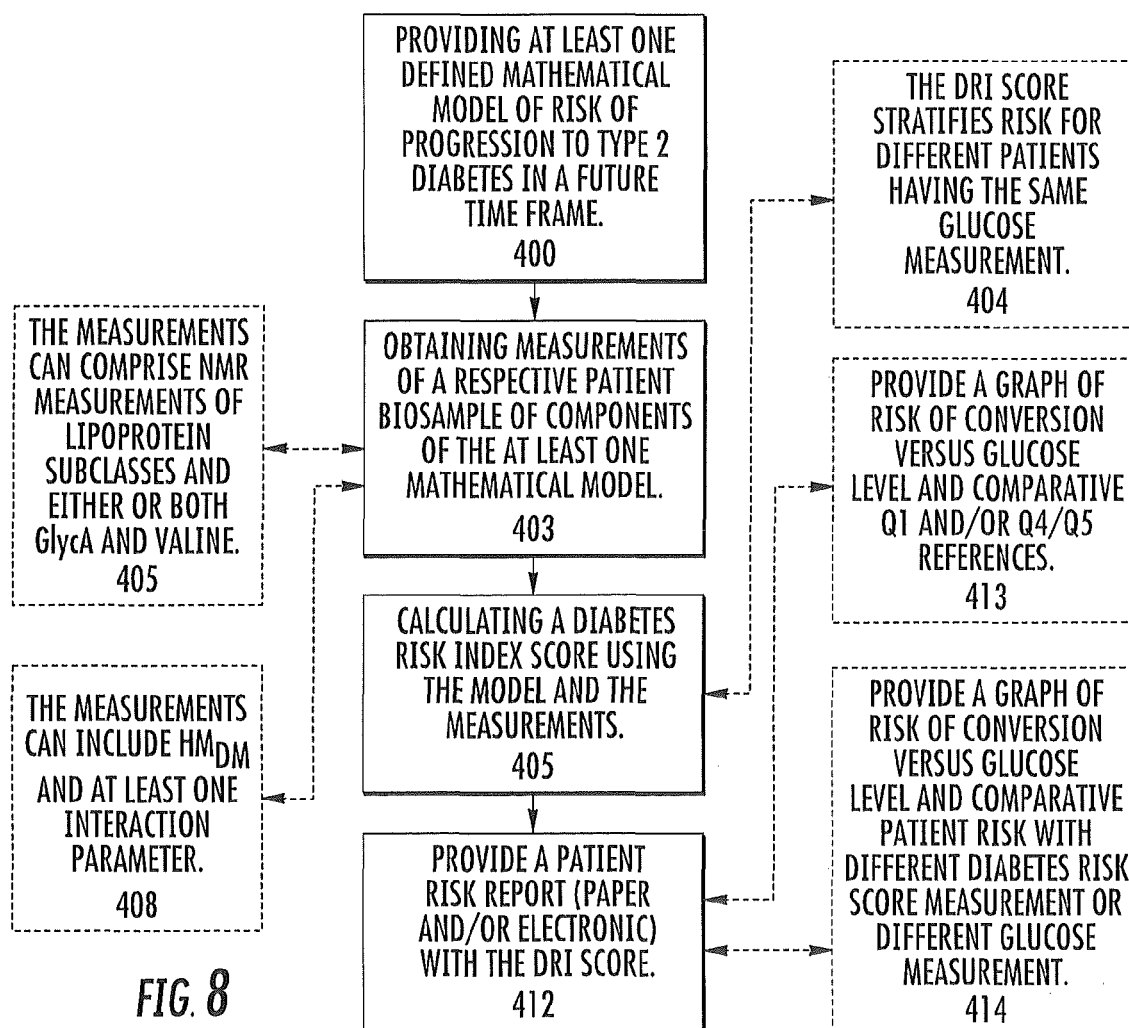 PROVIDING AT LEAST ONE
DEFINED MATHEMATICAL
MODEL OF RISK OF
PROGRESSION TO TYPE 2
DIABETES IN A FUTURE
TIME FRAME.
400
OBTAINING MEASUREMENTS
OF A RESPECTIVE PATIENT
BIOSAMPLE OF COMPONENTS
OF THE AT LEAST ONE
MATHEMATICAL MODEL.
403
CALCULATING A DIABETES
RISK INDEX SCORE USING
THE MODEL AND THE
MEASUREMENTS.
405
PROVIDE A PATIENT
RISK REPORT (PAPER
AND/OR ELECTRONIC)
WITH THE DRI SCORE.
412
THE MEASUREMENTS
CAN COMPRISE NMR
MEASUREMENTS OF
LIPOPROTEIN
SUBCLASSES AND
EITHER OR BOTH
GlycA AND VALINE.
405
THE MEASUREMENTS
CAN INCLUDE HMDM
AND AT LEAST ONE
INTERACTION
PARAMETER.
408
THE DRI SCORE
STRATIFIES RISK FOR
DIFFERENT PATIENTS
HAVING THE SAME
GLUCOSE
MEASUREMENT.
404
PROVIDE A GRAPH OF
RISK OF CONVERSION
VERSUS GLUCOSE
LEVEL AND COMPARATIVE
Q1 AND/OR Q4/Q5
REFERENCES.
413
PROVIDE A GRAPH OF
RISK OF CONVERSION
VERSUS GLUCOSE
LEVEL AND COMPARATIVE
PATIENT RISK WITH
DIFFERENT DIABETES RISK
SCORE MEASUREMENT OR
DIFFERENT GLUCOSE
MEASUREMENT.
414
FIG. 8